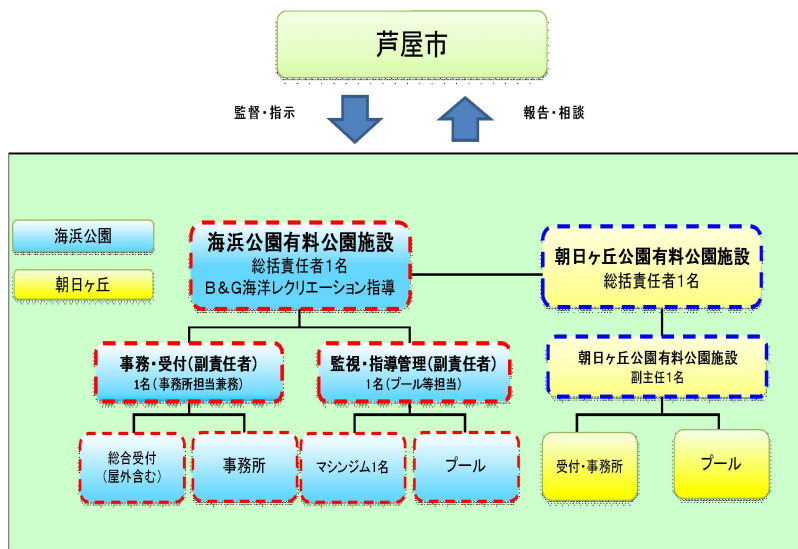 芦屋市
監督・指示
報告・相談
海浜公園
朝日ヶ丘
海浜公園有料公園施設
総括責任者1名
B&G海洋レクリエーション指導
朝日ヶ丘公園有料公園施設
総括責任者1名
事務・受付(副責任者)
1名(事務所担当兼務)
監視・指導管理(副責任者)
1名(プール等担当)
朝日ヶ丘公園有料公園施設
副主任1名
総合受付
(屋外含む)
事務所
マシンジム1名
プール
受付・事務所
プール